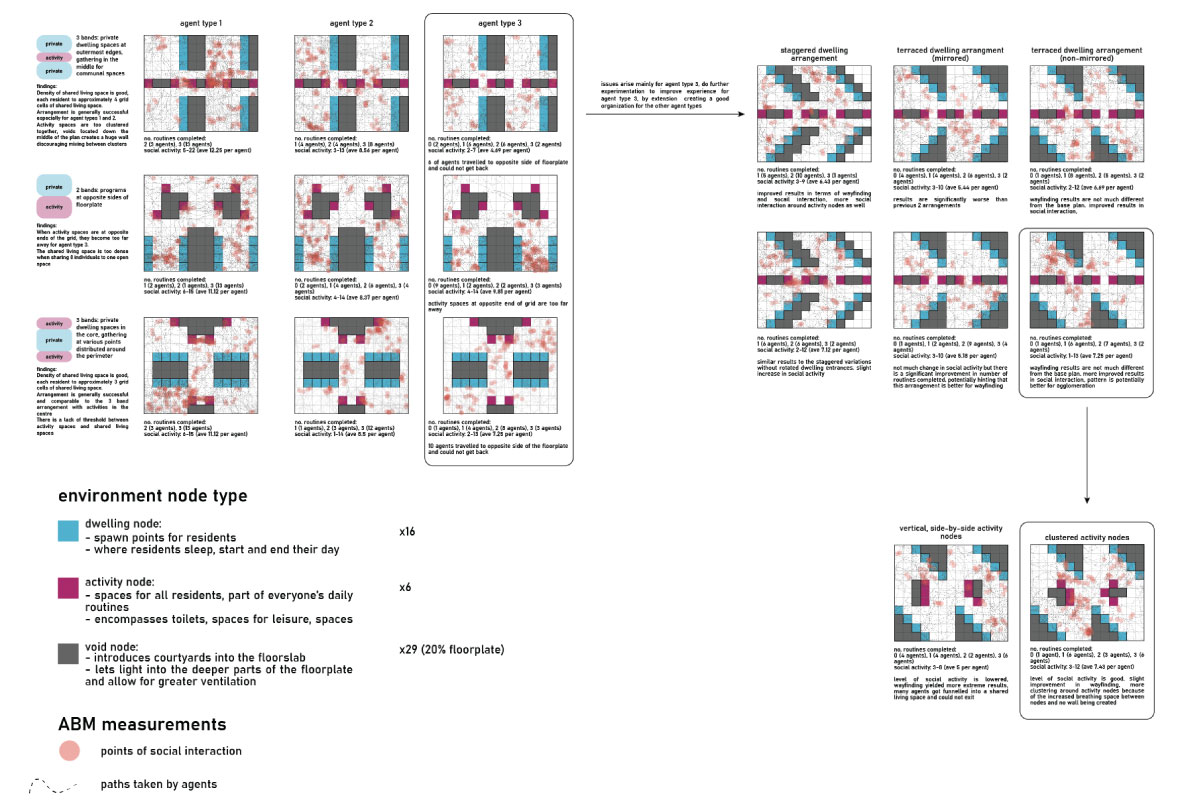 agent type 1
agent type 2
agent type 3
private
activity
private
3 bands: private
dwelling spaces at
outermost edges,
gathering in the
middle for
communal spaces
findings:
Density of shared living space is good,
each resident to approximately 4 grid
cells of shared living space.
Arrangement is generally successful
especially for agent types 1 and 2.
Activity spaces are too clustered
together, voids located down the
middle of the plan creates a huge wall
discouraging mixing between clusters
no. routines completed:
2 (3 agents), 3 (13 agents)
social activity: 5-22 (ave 12.25 per agent)
no. routines completed:
1 (4 agents), 2 (4 agents), 3 (8 agents)
social activity: 3-13 (ave 8.56 per agent)
no. routines completed:
0 (2 agents), 1 (6 agents), 2 (6 agents), 3 (2 agents)
social activity: 2-7 (ave 4.69 per agent)
6 of agents travelled to opposite side of floorplate
and could not get back
private
activity
2 bands: programs
at opposite sides of
floorplate
findings:
When activity spaces are at opposite
ends of the grid, they become too far
away for agent type 3.
The shared living space is too dense
when sharing 8 individuals to one open
space
no. routines completed:
1 (2 agents), 2 (1 agents), 3 (13 agents)
social activity: 6-15 (ave 11.12 per agent)
no. routines completed:
0 (2 agents), 1 (4 agents), 2 (6 agents), 3 (4
agents)
social activity: 4-14 (ave 8.37 per agent)
no. routines completed:
0 (9 agents), 1 (2 agents), 2 (2 agents), 3 (3 agents)
social activity: 4-14 (ave 9.81 per agent)
activity spaces at opposite end of grid are too far
away
activity
private
activity
3 bands: private
dwelling spaces in
the core, gathering
at various points
distributed around
the perimeter
findings:
Density of shared living space is good,
each resident to approximately 3 grid
cells of shared living space.
Arrangement is generally successful
and comparable to the 3 band
arrangement with activities in the
centre
There is a lack of threshold between
activity spaces and shared living
spaces
no. routines completed:
2 (3 agents), 3 (13 agents)
social activity: 6-15 (ave 11.12 per agent)
no. routines completed:
1 (1 agents), 2 (3 agents), 3 (12 agents)
social activity: 1-14 (ave 8.5 per agent)
no. routines completed:
0 (1 agents), 1 (4 agents), 2 (8 agents), 3 (3 agents)
social activity: 2-13 (ave 7.25 per agent)
10 agents travelled to opposite side of the floorplate
and could not get back
issues arise mainly for agent type 3, do further
experimentation to improve experience for
agent type 3, by extension creating a good
organization for the other agent types
staggered dwelling
arrangement
terraced dwelling arrangment
(mirrored)
terraced dwelling arrangement
(non-mirrored)
no. routines completed:
1 (8 agents), 2 (10 agents), 3 (1 agents)
social activity: 3-9 (ave 6.43 per agent)
improved results in terms of wayfinding
and socail interaction, more social
interaction around activity nodes as well
no. routines completed:
0 (4 agents), 1 (4 agents), 2 (6 agents), 3 (2
agents)
social activity: 3-10 (ave 5.44 per agent)
results are significantly worse than
previous 2 arrangements
no. routines completed:
0 (1 agents), 1 (5 agents), 2 (8 agents), 3 (2
agents)
social activity: 2-12 (ave 6.69 per agent)
wayfinding results are not much different
from the base plan. improved results in
social interaction,
no. routines completed:
1 (6 agents), 2 (6 agents), 3 (2 agents)
social activity: 2-12 (ave 7.12 per agent)
similar results to the staggered variations
without rotated dwelling entrances. slight
increase in social activity
no. routines completed:
0 (1 agents), 1 (2 agents), 2 (9 agents), 3 (4
agents)
social activity: 3-10 (ave 5.18 per agent)
not much change in social activity but there
is a significant improvement in number of
routines completed, potentially hinting that
this arrangement is better for wayfinding
no. routines completed:
0 (1 agents), 1 (6 agents), 2 (7 agents), 3 (2
agents)
social activity: 1-13 (ave 7.25 per agent)
wayfinding results are not much different
from the base plan. more improved results
in social interaction, pattern is potentially
better for agglomeration
vertical, side-by-side activity
nodes
clustered activity nodes
no. routines completed:
0 (4 agents), 1 (4 agents), 2 (2 agents), 3 (6
agents)
social activity: 3-8 (ave 5 per agent)
level of social activity is lowered,
wayfinding yielded more extreme results,
many agents got funnelled into a shared
living space and could not exit
no. routines completed:
0 (1 agent), 1 (6 agents), 2 (3 agents), 3 (6
agents)
social activity: 3-12 (ave 7.43 per agent)
level of social activity is good, slight
improvement in wayfinding, more
clustering around activity nodes because
of the increased breathing space between
nodes and no wall being created
environment node type
dwelling node:
- spawn points for residents
- where residents sleep, start and end their day
x16
activity node:
- spaces for all residents, part of everyone's daily
routines
- encompasses toilets, spaces for leisure, spaces
x6
void node:
- introduces courtyards into the floorslab
- lets light into the deeper parts of the floorplate
and allow for greater ventilation
x29 (20% floorplate)
ABM measurements
points of social interaction
paths taken by agents